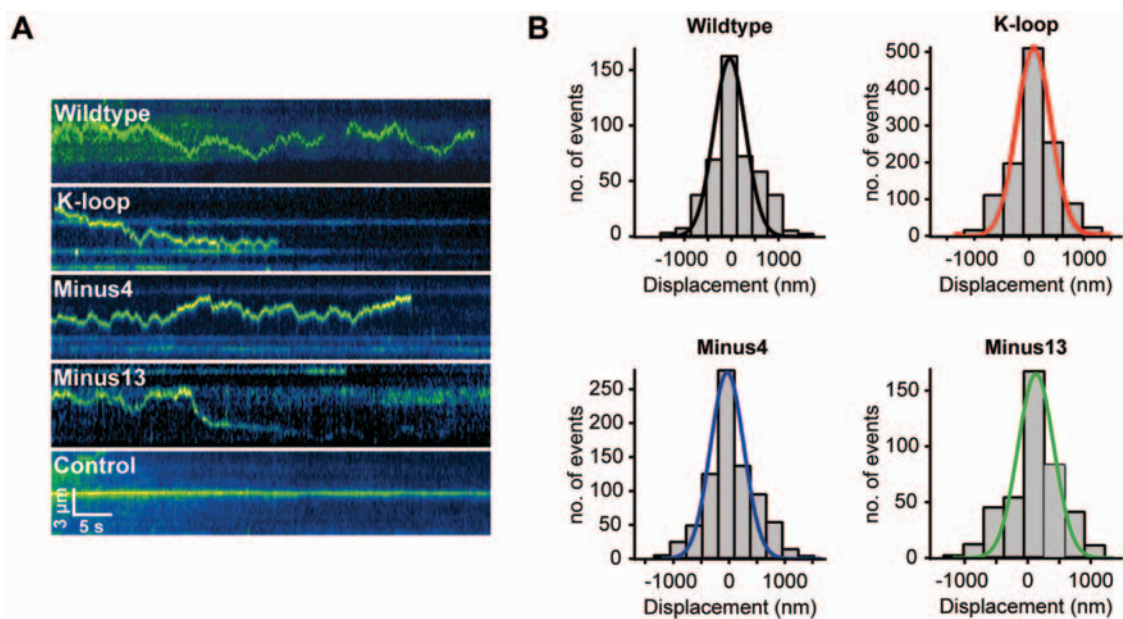 A
Wildtype
K-loop
Minus4
Minus13
Control
3 μm
5 s
B
Wildtype
no. of events
150
100
50
0
-1000 0 1000
Displacement (nm)
K-loop
no. of events
500
400
300
200
100
0
-1000 0 1000
Displacement (nm)
Minus4
no. of events
250
200
150
100
50
0
-1000 0 1000
Displacement (nm)
Minus13
no. of events
150
100
50
0
-1000 0 1000
Displacement (nm)